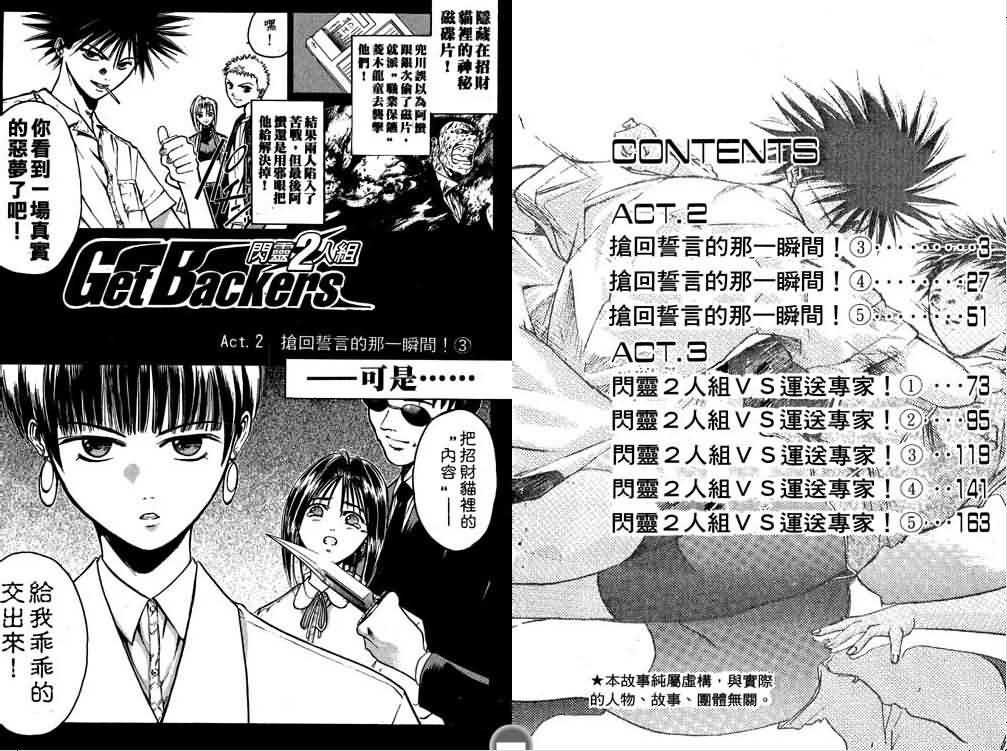 CONTENTS
ACT.2
搶回誓言的那一瞬間！③·········3
搶回誓言的那一瞬間！④········27
搶回誓言的那一瞬間！⑤········51
ACT.3
閃靈２人組ＶＳ運送專家！①···73
閃靈２人組ＶＳ運送專家！②···95
閃靈２人組ＶＳ運送專家！③··119
閃靈２人組ＶＳ運送專家！④··141
閃靈２人組ＶＳ運送專家！⑤···163
★本故事純屬虛構，與實際
的人物、故事、團體無關。
隱藏在招財
貓裡的神秘
磁碟片！
兜川誤以為阿蠻
跟銀次偷了磁片，
就派“職業保鏢”
菱木龍童去襲擊
他們！
結果兩人陷入了
苦戰，但最後阿
蠻還是用邪眼把
他給解決掉！
嘿！
你看到一場真實
的惡夢了吧！
閃靈2人組
GetBackers
Act.2 搶回誓言的那一瞬間！③
——可是……
把招財貓裡的
“內容”——
給我乖乖的
交出來！